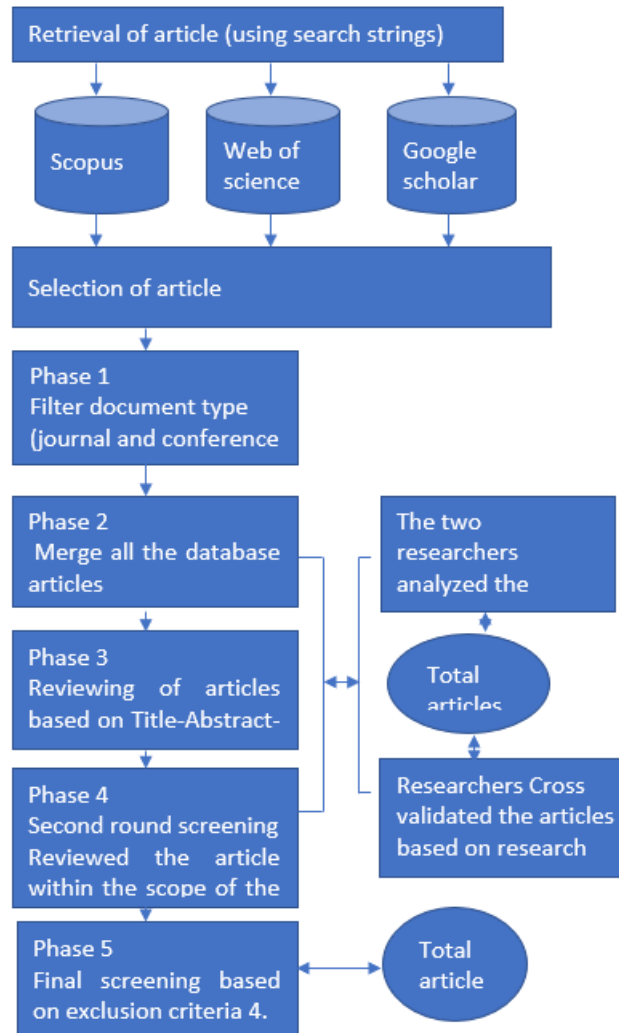 Retrieval of article (using search strings)
Scopus
Web of
science
Google
scholar
Selection of article
Phase 1
Filter document type
(journal and conference
Phase 2
Merge all the database
articles
The two
researchers
analyzed the
Phase 3
Reviewing of articles
based on Title-Abstract-
Total
articles
Phase 4
Second round screening
Reviewed the article
within the scope of the
Researchers Cross
validated the articles
based on research
Phase 5
Final screening based
on exclusion criteria 4.
Total
article